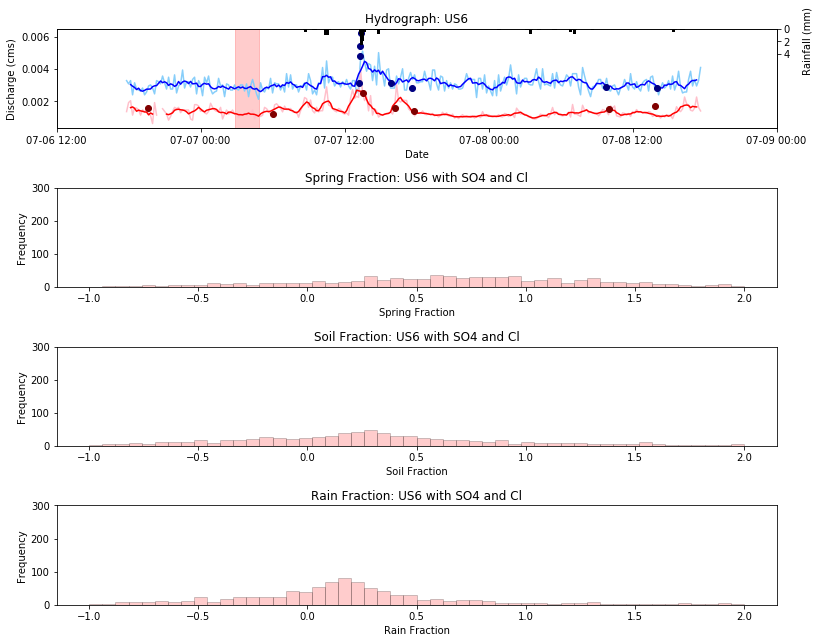 Hydrograph: US6
0.006
0.004
0.002
Discharge (cms)
0
2
4
Rainfall (mm)
07-06 12:00 07-07 00:00 07-07 12:00 07-08 00:00 07-08 12:00 07-09 00:00
Date
Spring Fraction: US6 with SO4 and Cl
300
200
100
0
Frequency
−1.0 −0.5 0.0 0.5 1.0 1.5 2.0
Spring Fraction
Soil Fraction: US6 with SO4 and Cl
300
200
100
0
Frequency
−1.0 −0.5 0.0 0.5 1.0 1.5 2.0
Soil Fraction
Rain Fraction: US6 with SO4 and Cl
300
200
100
0
Frequency
−1.0 −0.5 0.0 0.5 1.0 1.5 2.0
Rain Fraction